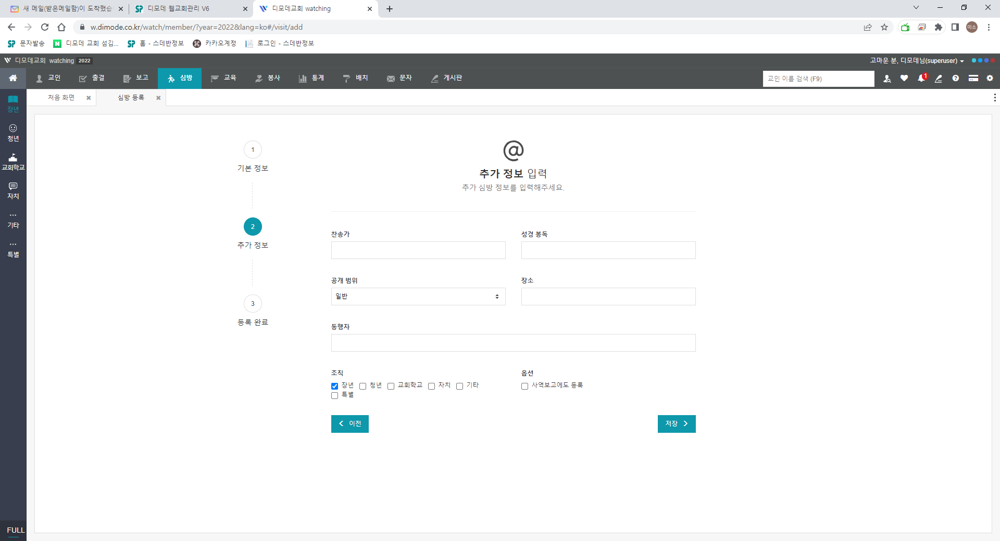 새 메일(받은메일함)이 도착했습
디모데 웹교회관리 V6
디모데교회 watching
w.dimode.co.kr/watch/member/?year=2022&lang=ko#/visit/add
미소
문자발송
디모데 교회 섬김...
홈 - 스데반정보
카카오계정
로그인 - 스데반정보
디모데교회 watching 2022
고마운 분, 디모데님(superuser)
교인
출결
보고
심방
교육
봉사
통계
배치
문자
게시판
교인 이름 검색 (F9)
1
처음 화면
심방 등록
장년
청년
교회학교
자치
기타
특별
FULL
1
기본 정보
2
추가 정보
3
등록 완료
@
추가 정보 입력
추가 심방 정보를 입력해주세요.
찬송가
성경 봉독
공개 범위
장소
일반
동행자
조직
옵션
장년 청년 교회학교 자치 기타
사역보고에도 등록
특별
이전
저장